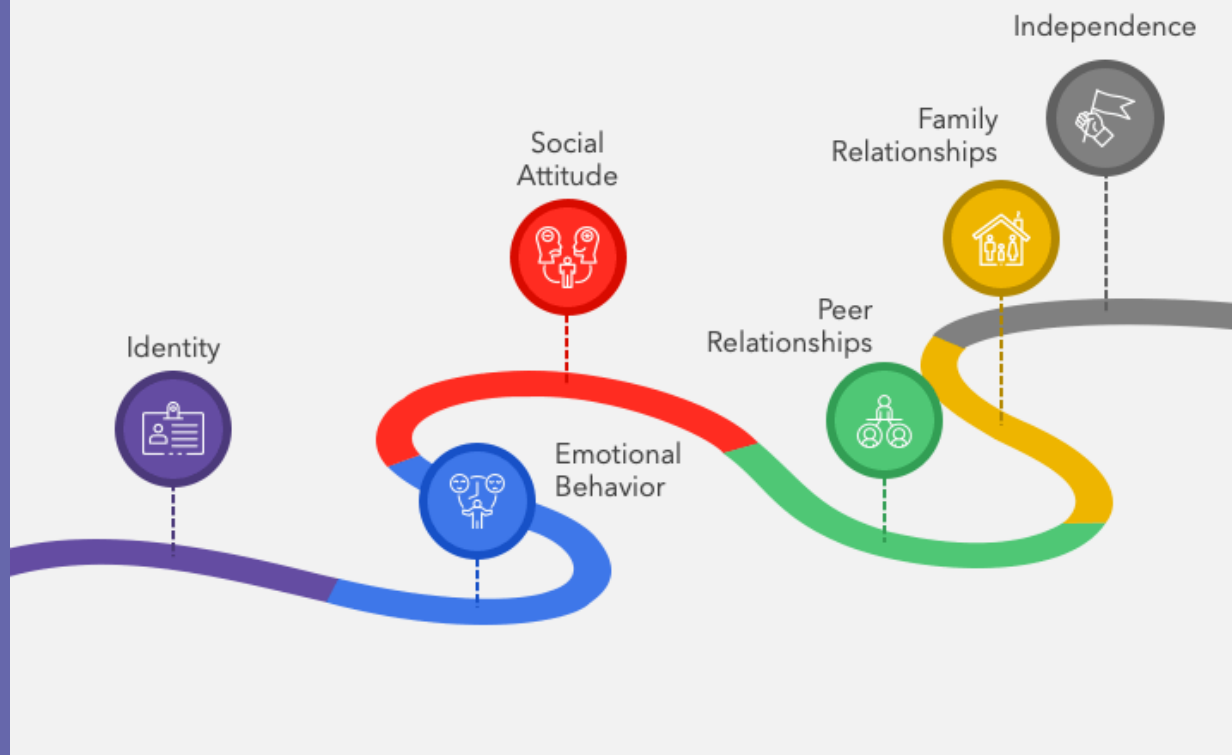 Identity
Emotional
Behavior
Social
Attitude
Peer
Relationships
Family
Relationships
Independence